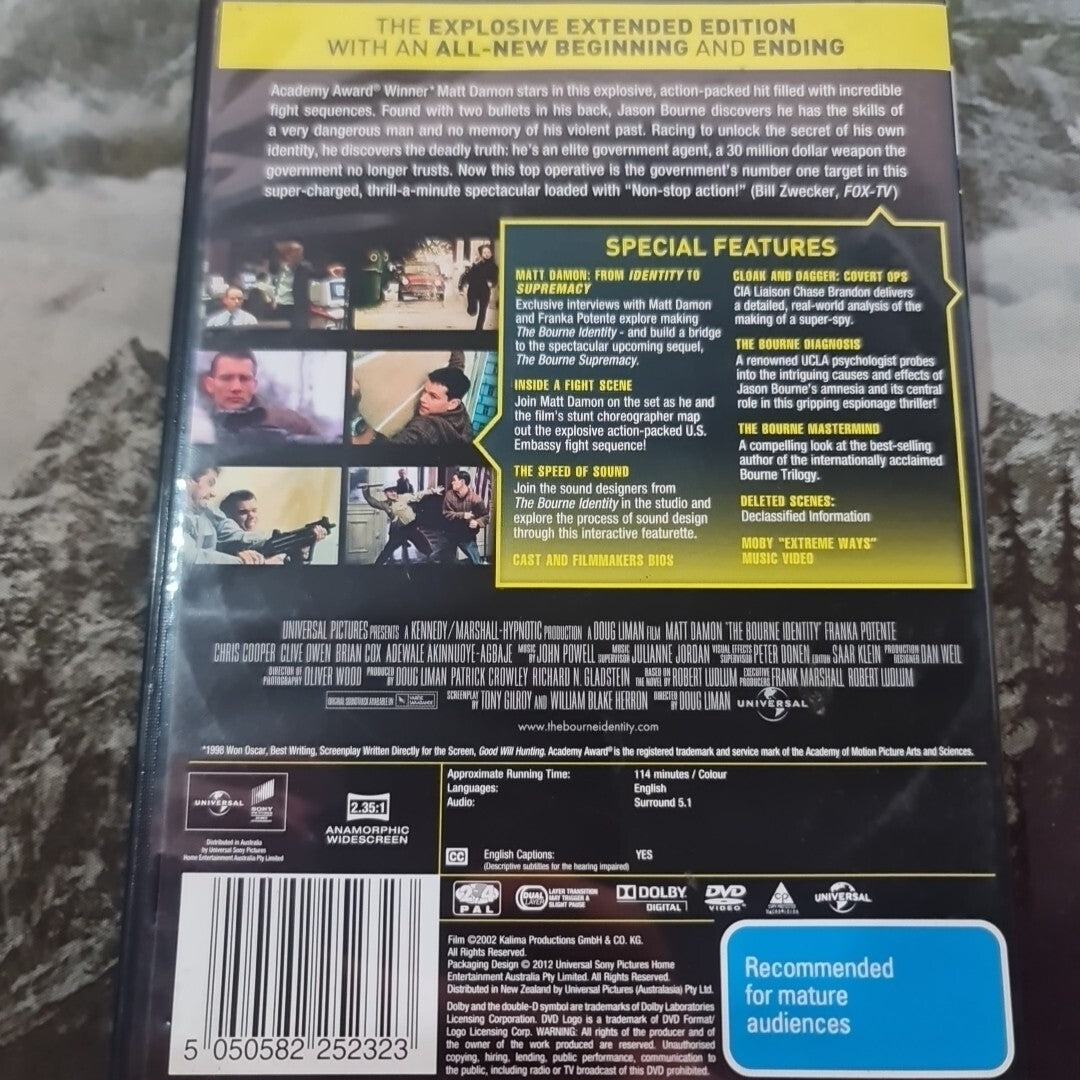 THE EXPLOSIVE EXTENDED EDITION
WITH AN ALL-NEW BEGINNING AND ENDING
Academy Award® Winner* Matt Damon stars in this explosive, action-packed hit filled with incredible
fight sequences. Found with two bullets in his back, Jason Bourne discovers he has the skills of
a very dangerous man and no memory of his violent past. Racing to unlock the secret of his own
identity, he discovers the deadly truth: he's an elite government agent, a 30 million dollar weapon the
government no longer trusts. Now this top operative is the government's number one target in this
super-charged, thrill-a-minute spectacular loaded with "Non-stop action!" (Bill Zwecker, FOX-TV)
SPECIAL FEATURES
MATT DAMON: FROM IDENTITY TO
SUPREMACY
Exclusive interviews with Matt Damon
and Franka Potente explore making
The Bourne Identity - and build a bridge
to the spectacular upcoming sequel,
The Bourne Supremacy.
INSIDE A FIGHT SCENE
Join Matt Damon on the set as he and
the film's stunt choreographer map
out the explosive action-packed U.S.
Embassy fight sequence!
THE SPEED OF SOUND
Join the sound designers from
The Bourne Identity in the studio and
explore the process of sound design
through this interactive featurette.
CAST AND FILMMAKERS BIOS
CLOAK AND DAGGER: COVERT OPS
CIA Liaison Chase Brandon delivers
a detailed, real-world analysis of the
making of a super-spy.
THE BOURNE DIAGNOSIS
A renowned UCLA psychologist probes
into the intriguing causes and effects of
Jason Bourne's amnesia and its central
role in this gripping espionage thriller!
THE BOURNE MASTERMIND
A compelling look at the best-selling
author of the internationally acclaimed
Bourne Trilogy.
DELETED SCENES:
Declassified Information
MOBY "EXTREME WAYS"
MUSIC VIDEO
UNIVERSAL PICTURES PRESENTS A KENNEDY/MARSHALL-HYPNOTIC PRODUCTION A DOUG LIMAN FILM MATT DAMON "THE BOURNE IDENTITY" FRANKA POTENTE
CHRIS COOPER CLIVE OWEN BRIAN COX ADEWALE AKINNUOYE-AGBAJE MUSIC BY JOHN POWELL MUSIC SUPERVISOR JULIANNE JORDAN VISUAL EFFECTS SUPERVISOR PETER DONEN EDITOR SAAR KLEIN PRODUCTION DESIGNER DAN WEIL
DIRECTOR OF PHOTOGRAPHY OLIVER WOOD PRODUCED BY DOUG LIMAN PATRICK CROWLEY RICHARD N. GLADSTEIN BASED ON THE NOVEL BY ROBERT LUDLUM EXECUTIVE PRODUCERS FRANK MARSHALL ROBERT LUDLUM
ORIGINAL SOUNDTRACK AVAILABLE ON VARÈSE SARABANDE SCREENPLAY BY TONY GILROY AND WILLIAM BLAKE HERRON DIRECTED BY DOUG LIMAN UNIVERSAL
www.thebourneidentity.com
*1998 Won Oscar, Best Writing, Screenplay Written Directly for the Screen, Good Will Hunting. Academy Award® is the registered trademark and service mark of the Academy of Motion Picture Arts and Sciences.
UNIVERSAL SONY
Distributed in Australia
by Universal Sony Pictures
Home Entertainment Australia Pty Limited
2.35:1
ANAMORPHIC
WIDESCREEN
Approximate Running Time: 114 minutes / Colour
Languages: English
Audio: Surround 5.1
CC English Captions: YES
(Descriptive subtitles for the hearing impaired)
2•4 PAL
DUAL LAYER LAYER TRANSITION MAY TRIGGER A SLIGHT PAUSE
DOLBY DIGITAL
DVD VIDEO
CP
UNIVERSAL
Film ©2002 Kalima Productions GmbH & CO. KG.
All Rights Reserved.
Packaging Design © 2012 Universal Sony Pictures Home
Entertainment Australia Pty Limited. All Rights Reserved.
Distributed in New Zealand by Universal Pictures (Australasia) Pty Ltd.
Dolby and the double-D symbol are trademarks of Dolby Laboratories
Licensing Corporation. DVD Logo is a trademark of DVD Format/
Logo Licensing Corp. WARNING: All rights of the producer and of
the owner of the work produced are reserved. Unauthorised
copying, hiring, lending, public performance, communication to
the public, including radio or TV broadcast of this DVD prohibited.
Recommended
for mature
audiences
5 050582 252323